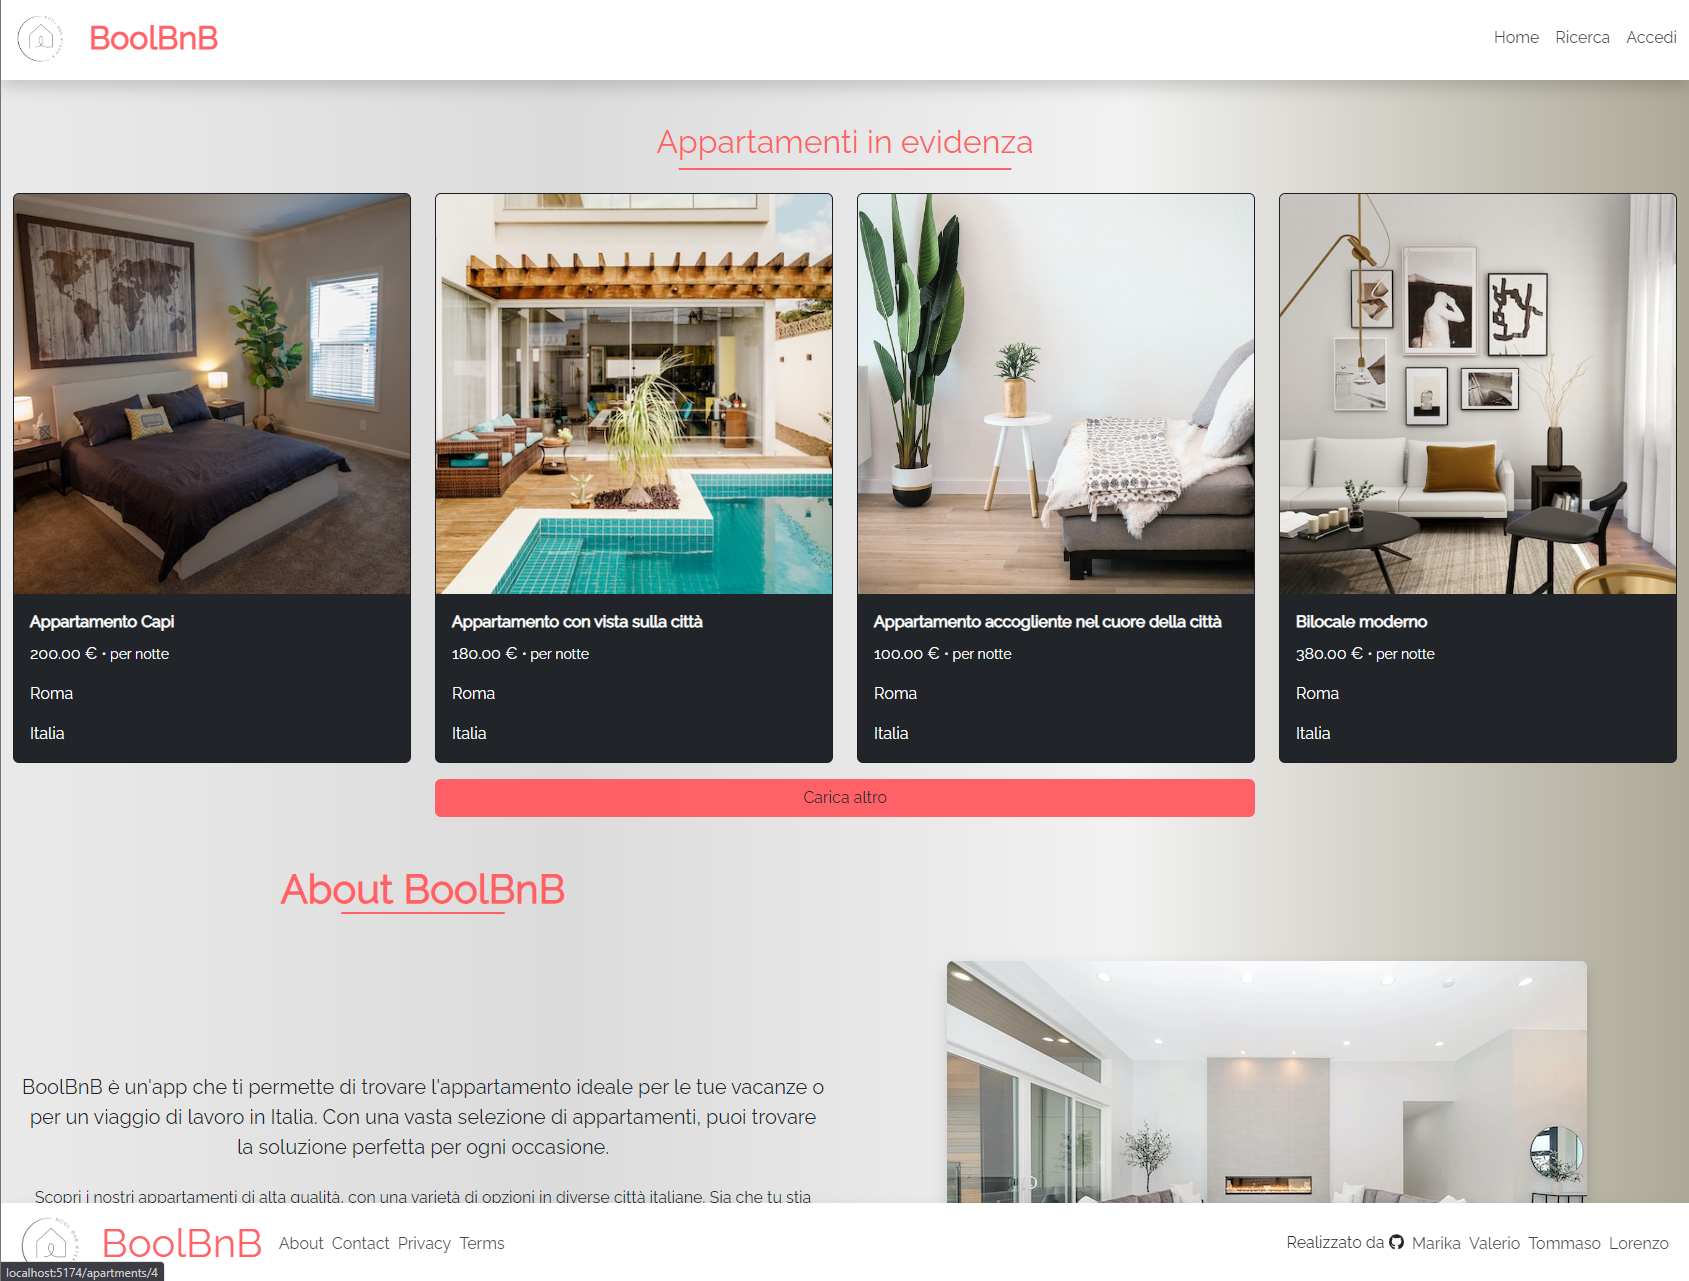 BoolBnB
Home Ricerca Accedi
Appartamenti in evidenza
Appartamento Capi
200.00 € • per notte
Roma
Italia
Appartamento con vista sulla città
180.00 € • per notte
Roma
Italia
Appartamento accogliente nel cuore della città
100.00 € • per notte
Roma
Italia
Bilocale moderno
380.00 € • per notte
Roma
Italia
Carica altro
About BoolBnB
BoolBnB è un'app che ti permette di trovare l'appartamento ideale per le tue vacanze o
per un viaggio di lavoro in Italia. Con una vasta selezione di appartamenti, puoi trovare
la soluzione perfetta per ogni occasione.
Scopri i nostri appartamenti di alta qualità, con una varietà di opzioni in diverse città italiane. Sia che tu stia
BoolBnB
About Contact Privacy Terms
Realizzato da Marika Valerio Tommaso Lorenzo
localhost:5174/apartments/4